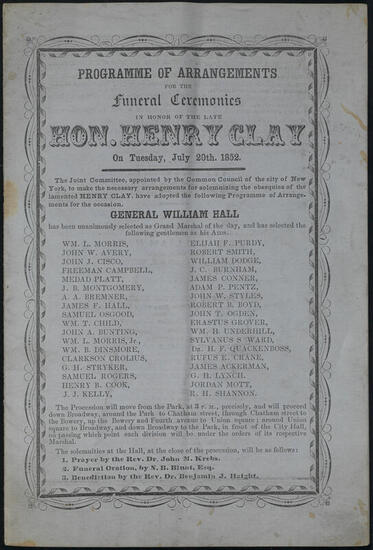 PROGRAMME OF ARRANGEMENTS
FOR THE
Funeral Ceremonies
IN HONOR OF THE LATE
HON. HENRY CLAY
On Tuesday, July 20th. 1852.
The Joint Committee, appointed by the Common Council of the city of New
York, to make the necessary arrangements for solemnizing the obsequies of the
lamented HENRY CLAY, have adopted the following Programme of Arrange-
ments for the occasion.
GENERAL WILLIAM HALL
has been unanimously selected as Grand Marshal of the day, and has selected the
following gentlemen as his Aids.
WM. L. MORRIS,
JOHN W. AVERY,
JOHN J. CISCO,
FREEMAN CAMPBELL,
MEDAD PLATT,
J. B. MONTGOMERY,
A. A. BREMNER,
JAMES F. HALL,
SAMUEL OSGOOD,
WM. T. CHILD,
JOHN A. BUNTING,
WM. L. MORRIS, Jr.,
WM. B. DINSMORE,
CLARKSON CROLIUS,
G. H. STRYKER,
SAMUEL ROGERS,
HENRY B. COOK,
J. J. KELLY,
ELIJAH F. PURDY,
ROBERT SMITH,
WILLIAM DODGE,
J. C. BURNHAM,
JAMES CONNER,
ADAM P. PENTZ,
JOHN W. STYLES,
ROBERT B. BOYD,
JOHN T. OGDEN,
ERASTUS GROVER,
WM. H. UNDERHILL,
SYLVANUS S WARD,
Dr. H. F. QUACKENBOSS,
RUFUS E. CRANE,
JAMES ACKERMAN,
G. B. LYNCH,
JORDAN MOTT,
R. H. SHANNON.
The Procession will move from the Park, at 3 P. M., precisely, and will proceed
down Broadway, around the Park to Chatham street, through Chatham street to
the Bowery, up the Bowery and Fourth avenue to Union square; around Union
square to Broadway, and down Broadway to the Park, in front of the City Hall,
on passing which point each division will be under the orders of its respective
Marshal.
The solemnities at the Hall, at the close of the procession, will be as follows:
1. Prayer by the Rev. Dr. John M. Krebs.
2. Funeral Oration, by N. B. Blunt, Esq.
3. Benediction by the Rev. Dr. Benjamin J. Haight.